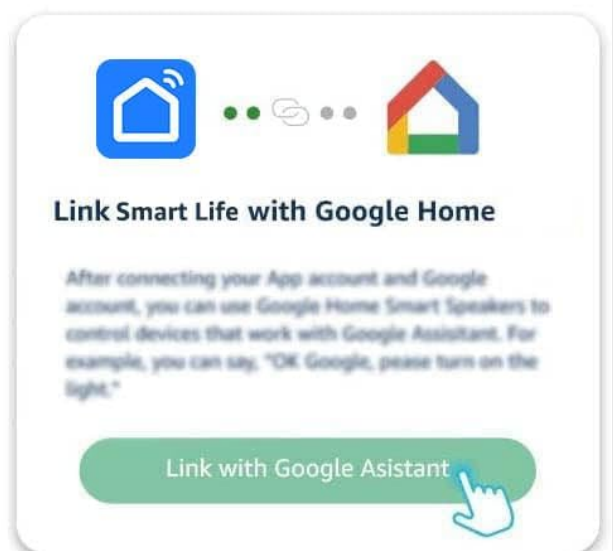 Link Smart Life with Google Home
After connecting your App account and Google
account, you can use Google Home Smart Speakers to
control devices that work with Google Assisitant. For
example, you can say, "OK Google, pease turn on the
light."
Link with Google Asistant